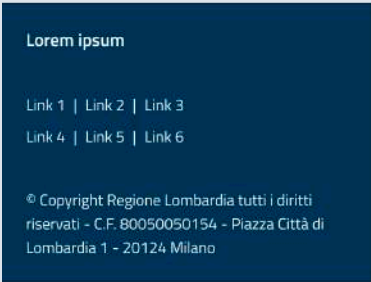 Lorem ipsum
Link 1 | Link 2 | Link 3
Link 4 | Link 5 | Link 6
© Copyright Regione Lombardia tutti i diritti
riservati - C.F. 80050050154 - Piazza Città di
Lombardia 1 - 20124 Milano